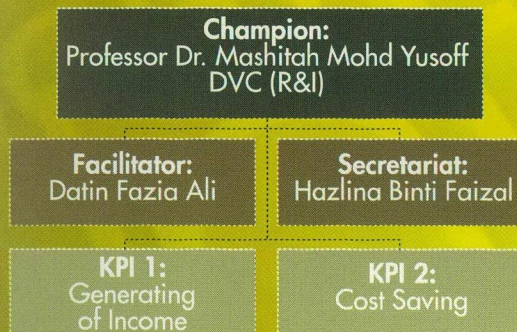 Champion:
Professor Dr. Mashitah Mohd Yusoff
DVC (R&I)
Facilitator:
Datin Fazia Ali
Secretariat:
Hazlina Binti Faizal
KPI 1:
Generating
of Income
KPI 2:
Cost Saving